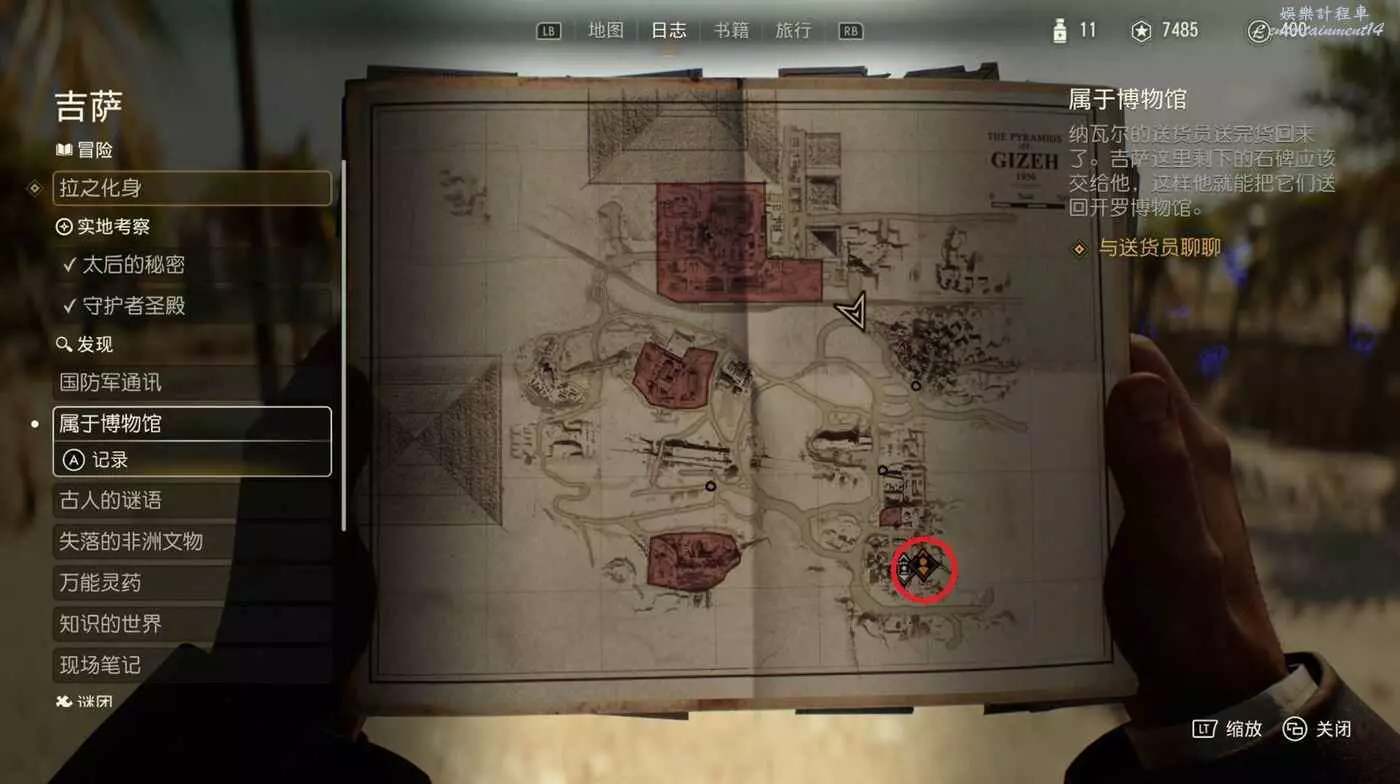 LB 地图 日志 书籍 旅行 RB
11 7485 400
娱樂計程車
entertainment14
吉萨
冒险
拉之化身
实地考察
✓ 太后的秘密
✓ 守护者圣殿
发现
国防军通讯
属于博物馆
A 记录
古人的谜语
失落的非洲文物
万能灵药
知识的世界
现场笔记
谜团
THE PYRAMIDS
OF
GIZEH
1936
属于博物馆
纳瓦尔的送货员送完货回来
了。吉萨这里剩下的石碑应该
交给他，这样他就能把它们送
回开罗博物馆。
与送货员聊聊
LT 缩放 关闭